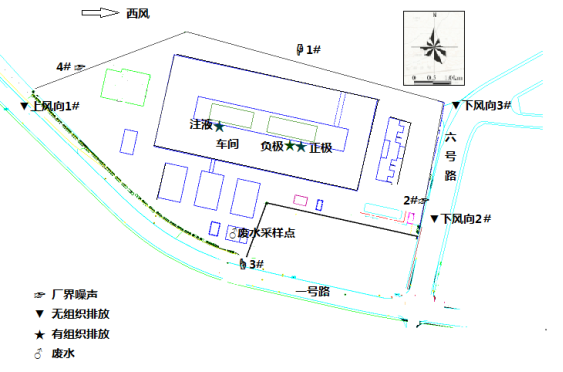 西风
N
1#
4#
上风向1#
下风向3#
注液
车间
负极
正极
六号路
2#
下风向2#
废水采样点
3#
一号路
厂界噪声
无组织排放
有组织排放
废水